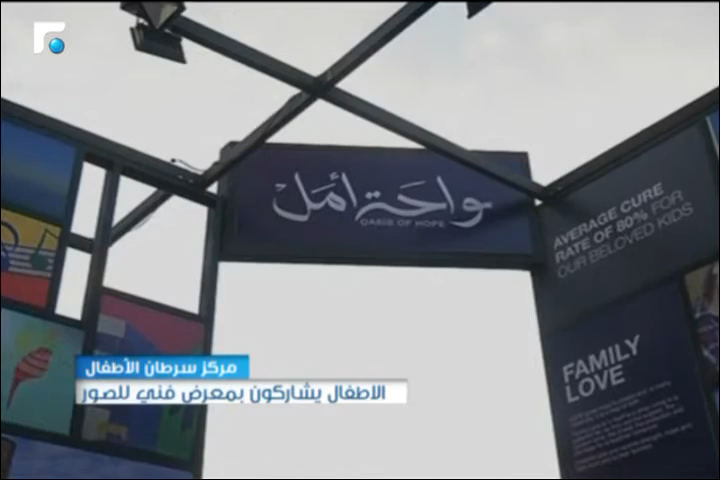 واحة أمل
OASIS OF HOPE
AVERAGE CURE
RATE OF 80% FOR
OUR BELOVED KIDS
FAMILY
LOVE
مركز سرطان الأطفال
الاطفال يشاركون بمعرض فني للصور